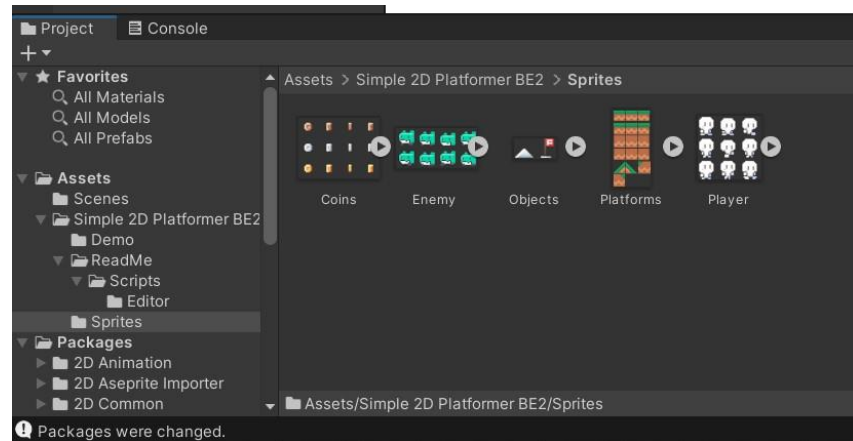 Project Console
Favorites
All Materials
All Models
All Prefabs
Assets
Scenes
Simple 2D Platformer BE2
Demo
ReadMe
Scripts
Editor
Sprites
Packages
2D Animation
2D Aseprite Importer
2D Common
Assets > Simple 2D Platformer BE2 > Sprites
Coins Enemy Objects Platforms Player
Assets/Simple 2D Platformer BE2/Sprites
Packages were changed.